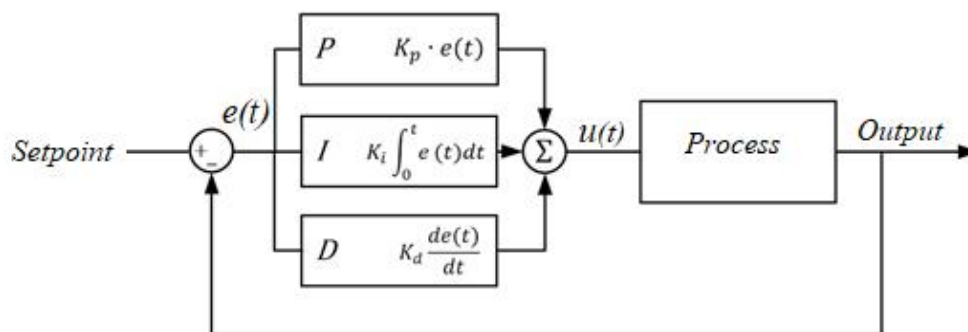 P K_p · e(t)
e(t)
Setpoint
+
−
I K_i ∫_0^t e (t)dt
Σ
u(t)
Process
Output
D K_d de(t)/dt